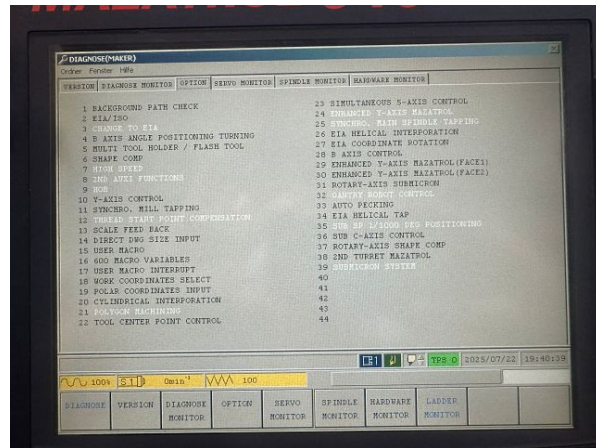 DIAGNOSE(MAKER)
Ordner Fenster Hilfe
VERSION DIAGNOSE MONITOR OPTION SERVO MONITOR SPINDLE MONITOR HARDWARE MONITOR
1 BACKGROUND PATH CHECK
2 EIA/ISO
3 CHANGE TO EIA
4 B AXIS ANGLE POSITIONING TURNING
5 MULTI TOOL HOLDER / FLASH TOOL
6 SHAPE COMP
7 HIGH SPEED
8 2ND AUXI FUNCTIONS
9 HOB
10 Y-AXIS CONTROL
11 SYNCHRO. MILL TAPPING
12 THREAD START POINT COMPENSATION
13 SCALE FEED BACK
14 DIRECT DWG SIZE INPUT
15 USER MACRO
16 600 MACRO VARIABLES
17 USER MACRO INTERRUPT
18 WORK COORDINATES SELECT
19 POLAR COORDINATES INPUT
20 CYLINDRICAL INTERPORATION
21 POLYGON MACHINING
22 TOOL CENTER POINT CONTROL
23 SIMULTANEOUS 5-AXIS CONTROL
24 ENHANCED Y-AXIS MAZATROL
25 SYNCHRO. MAIN SPINDLE TAPPING
26 EIA HELICAL INTERPORATION
27 EIA COORDINATE ROTATION
28 B AXIS CONTROL
29 ENHANCED Y-AXIS MAZATROL(FACE1)
30 ENHANCED Y-AXIS MAZATROL(FACE2)
31 ROTARY-AXIS SUBMICRON
32 GANTRY ROBOT CONTROL
33 AUTO PECKING
34 EIA HELICAL TAP
35 SUB SP 1/1000 DEG POSITIONING
36 SUB C-AXIS CONTROL
37 ROTARY-AXIS SHAPE COMP
38 2ND TURRET MAZATROL
39 SUBMICRON SYSTEM
40
41
42
43
44
1 TPS 0 2025/07/22 19:40:39
100% S 1 0min⁻¹ 100
DIAGNOSE VERSION DIAGNOSE MONITOR OPTION SERVO MONITOR SPINDLE MONITOR HARDWARE MONITOR LADDER MONITOR